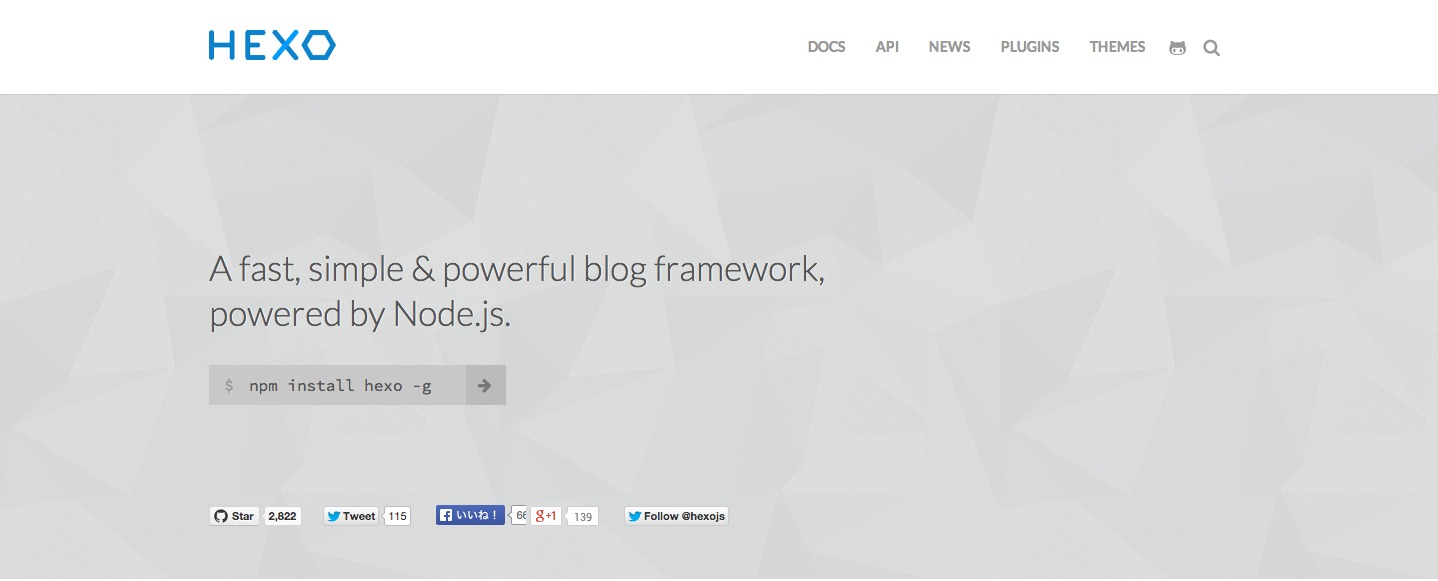 HEXO
DOCS API NEWS PLUGINS THEMES
A fast, simple & powerful blog framework,
powered by Node.js.
$ npm install hexo -g
Star 2,822 Tweet 115 いいね！ g+1 139 Follow @hexojs